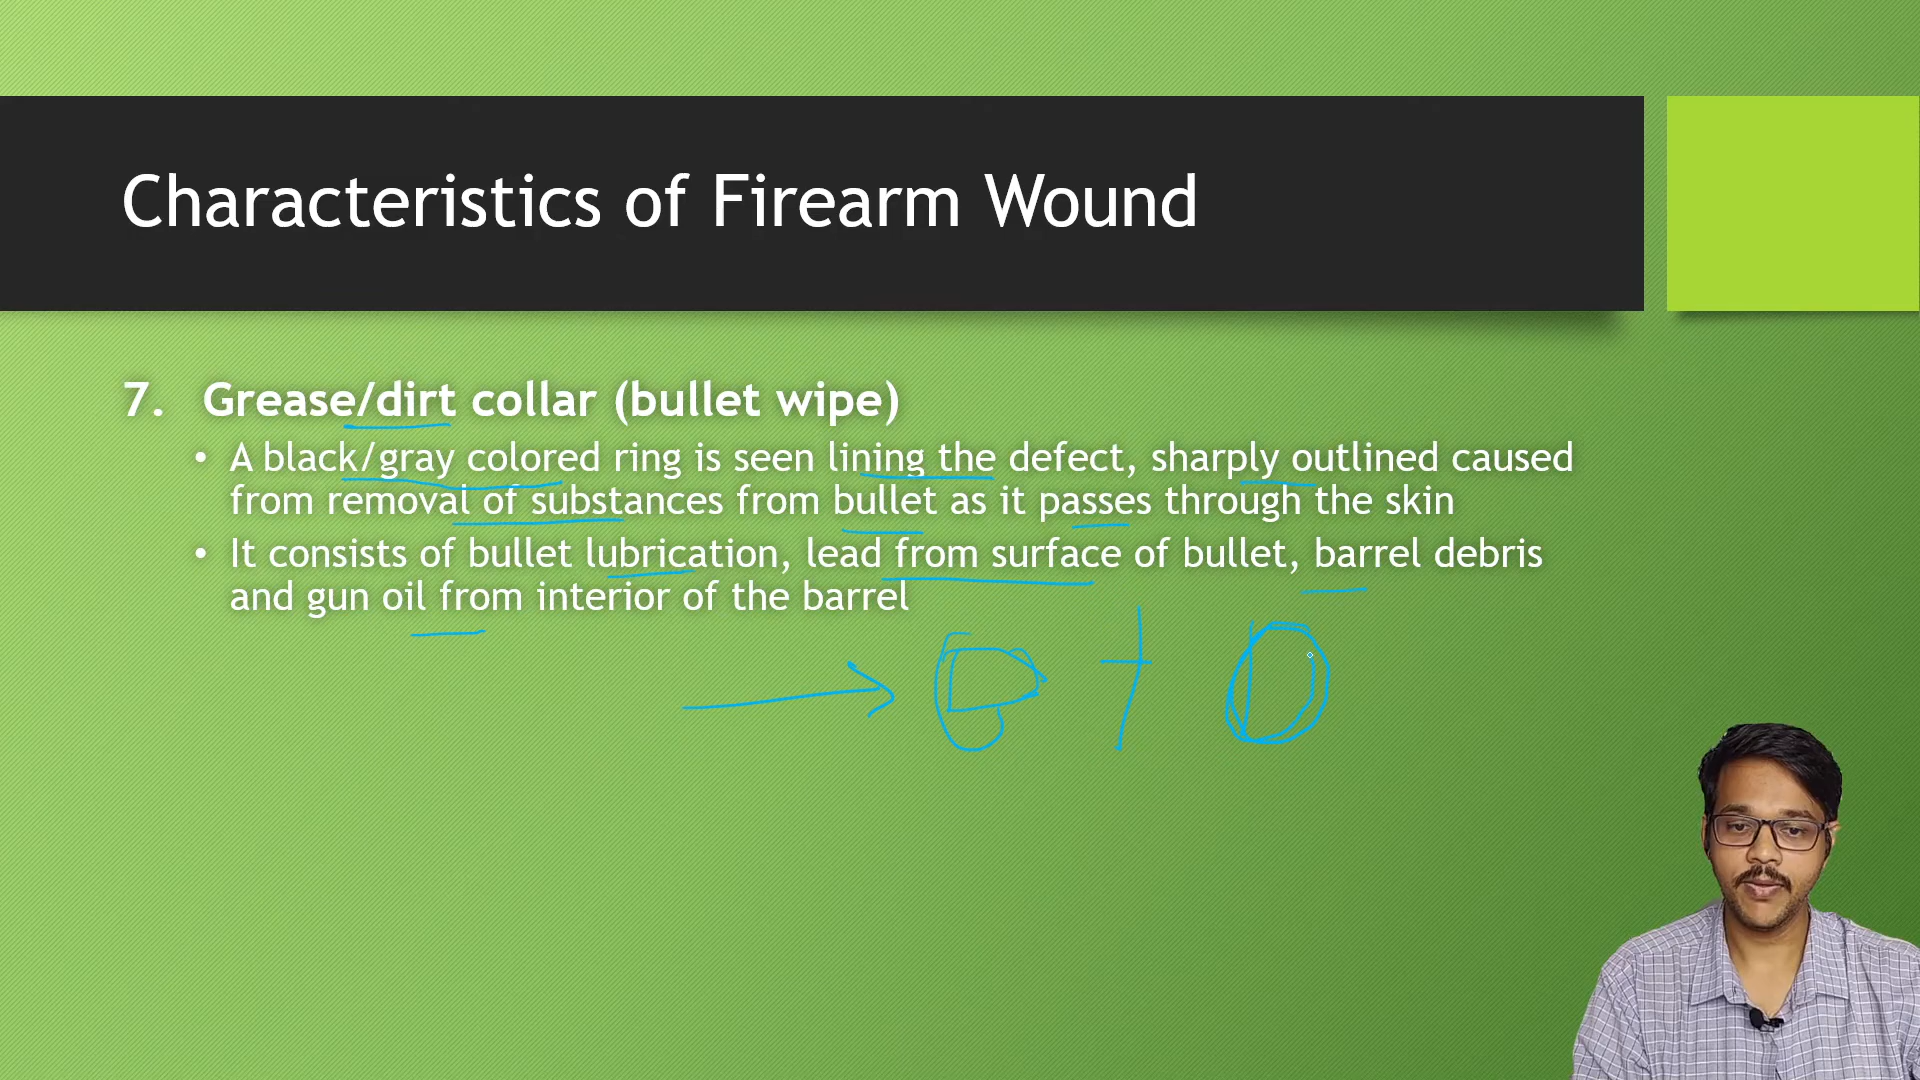 Characteristics of Firearm Wound
7. Grease/dirt collar (bullet wipe)
• A black/gray colored ring is seen lining the defect, sharply outlined caused
from removal of substances from bullet as it passes through the skin
• It consists of bullet lubrication, lead from surface of bullet, barrel debris
and gun oil from interior of the barrel